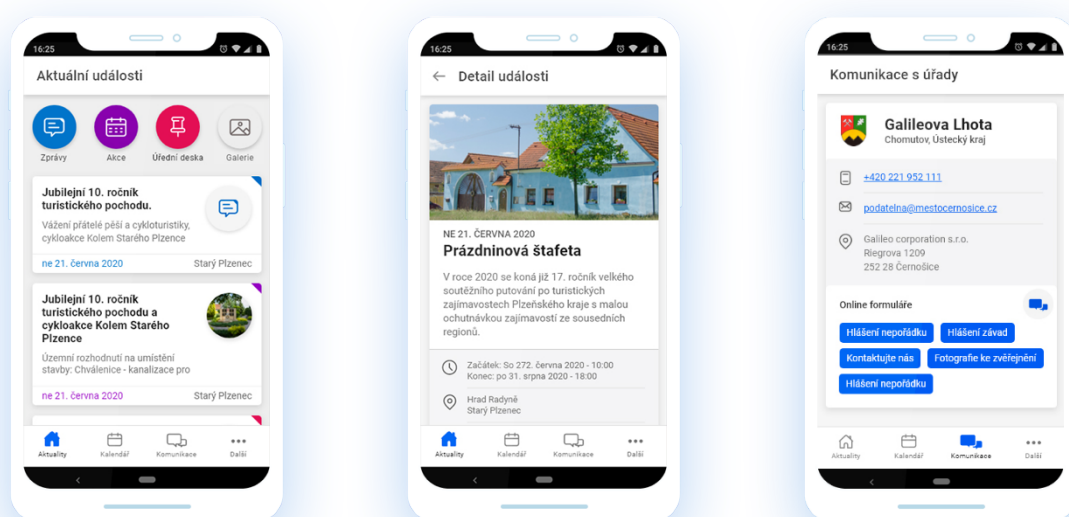 16:25
Aktuální události
Zprávy
Akce
Úřední deska
Galerie
Jubilejní 10. ročník
turistického pochodu.
Vážení přátelé pěší a cykloturistiky,
cykloakce Kolem Starého Plzence
ne 21. června 2020
Starý Plzenec
Jubilejní 10. ročník
turistického pochodu a
cykloakce Kolem Starého
Plzence
Územní rozhodnutí na umístění
stavby: Chválenice - kanalizace pro
ne 21. června 2020
Starý Plzenec
Aktuality
Kalendář
Komunikace
Další
16:25
Detail události
NE 21. ČERVNA 2020
Prázdninová štafeta
V roce 2020 se koná již 17. ročník velkého
soutěžního putování po turistických
zajímavostech Plzeňského kraje s malou
ochutnávkou zajímavostí ze sousedních
regionů.
Začátek: So 272. června 2020 - 10:00
Konec: po 31. srpna 2020 - 18:00
Hrad Radyně
Starý Plzenec
Aktuality
Kalendář
Komunikace
Další
16:25
Komunikace s úřady
Galileova Lhota
Chomutov, Ústecký kraj
+420 221 952 111
podatelna@mestocernosice.cz
Galileo corporation s.r.o.
Riegrova 1209
252 28 Černošice
Online formuláře
Hlášení nepořádku
Hlášení závad
Kontaktujte nás
Fotografie ke zvěřejnění
Hlášení nepořádku
Aktuality
Kalendář
Komunikace
Další